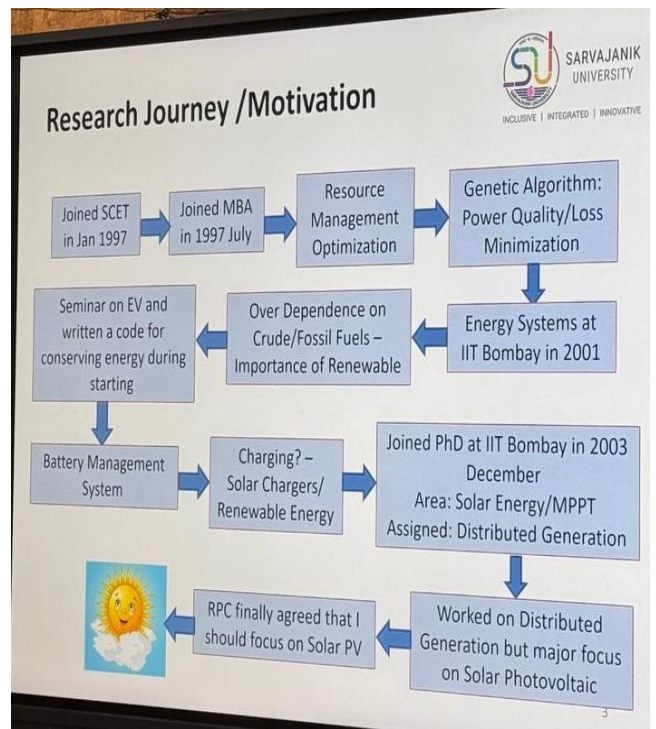 SARVAJANIK
UNIVERSITY
INCLUSIVE | INTEGRATED | INNOVATIVE
Research Journey /Motivation
Joined SCET
in Jan 1997
Joined MBA
in 1997 July
Resource
Management
Optimization
Genetic Algorithm:
Power Quality/Loss
Minimization
Energy Systems at
IIT Bombay in 2001
Over Dependence on
Crude/Fossil Fuels –
Importance of Renewable
Seminar on EV and
written a code for
conserving energy during
starting
Battery Management
System
Charging? –
Solar Chargers/
Renewable Energy
Joined PhD at IIT Bombay in 2003
December
Area: Solar Energy/MPPT
Assigned: Distributed Generation
Worked on Distributed
Generation but major focus
on Solar Photovoltaic
RPC finally agreed that I
should focus on Solar PV
3